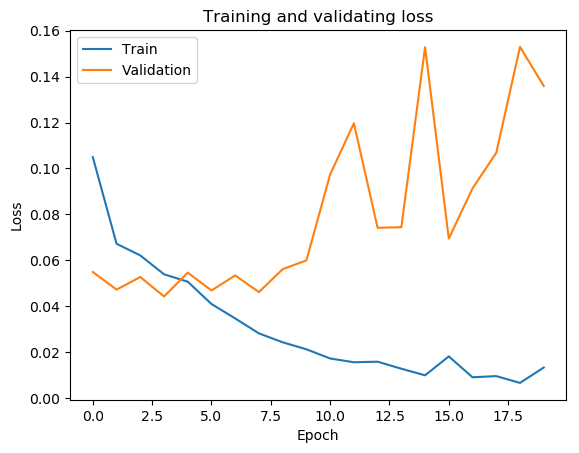 Training and validating loss
Train
Validation
Loss
0.16
0.14
0.12
0.10
0.08
0.06
0.04
0.02
0.00
0.0 2.5 5.0 7.5 10.0 12.5 15.0 17.5
Epoch